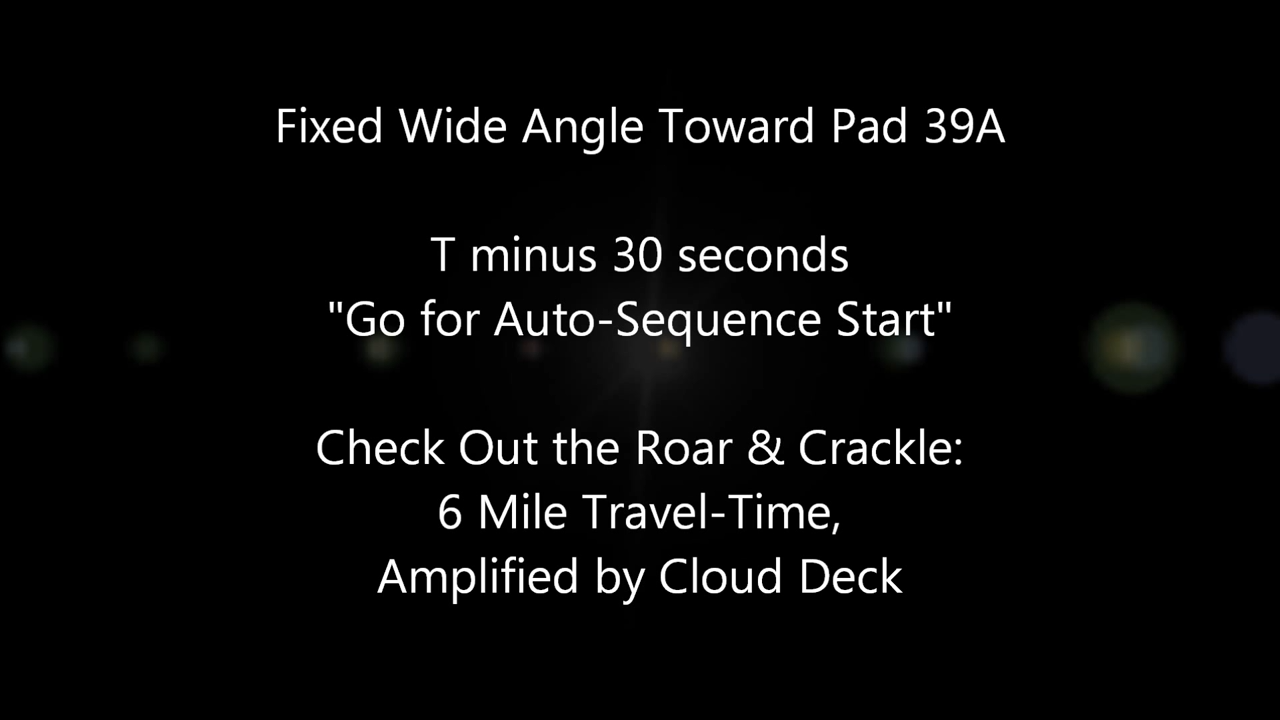 Fixed Wide Angle Toward Pad 39A
T minus 30 seconds
"Go for Auto-Sequence Start"
Check Out the Roar & Crackle:
6 Mile Travel-Time,
Amplified by Cloud Deck